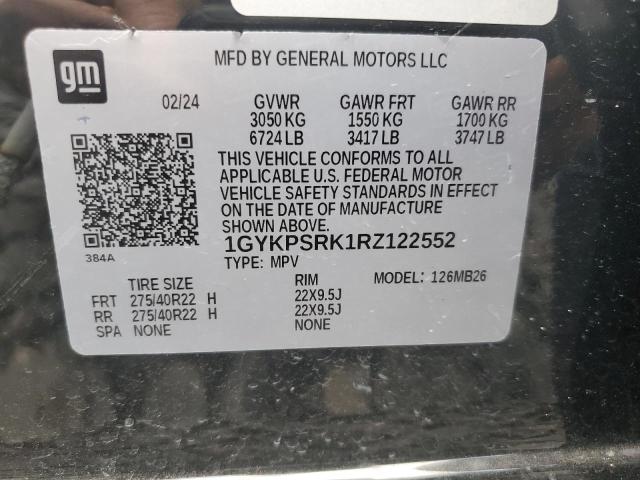 gm
MFD BY GENERAL MOTORS LLC
02/24 GVWR GAWR FRT GAWR RR
3050 KG 1550 KG 1700 KG
6724 LB 3417 LB 3747 LB
THIS VEHICLE CONFORMS TO ALL
APPLICABLE U.S. FEDERAL MOTOR
VEHICLE SAFETY STANDARDS IN EFFECT
ON THE DATE OF MANUFACTURE
SHOWN ABOVE.
1GYKPSRK1RZ122552
384A
TYPE: MPV MODEL: 126MB26
TIRE SIZE RIM
FRT 275/40R22 H 22X9.5J
RR 275/40R22 H 22X9.5J
SPA NONE NONE